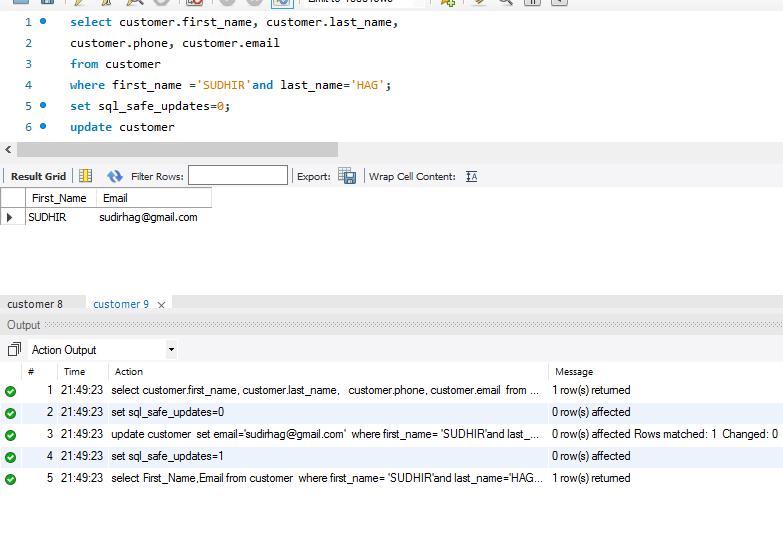 1 select customer.first_name, customer.last_name,
2 customer.phone, customer.email
3 from customer
4 where first_name ='SUDHIR'and last_name='HAG';
5 set sql_safe_updates=0;
6 update customer
Result Grid Filter Rows: Export: Wrap Cell Content:
First_Name Email
SUDHIR sudirhag@gmail.com
customer 8 customer 9
Output
Action Output
# Time Action Message
1 21:49:23 select customer.first_name, customer.last_name, customer.phone, customer.email from ... 1 row(s) returned
2 21:49:23 set sql_safe_updates=0 0 row(s) affected
3 21:49:23 update customer set email='sudirhag@gmail.com' where first_name= 'SUDHIR'and last_... 0 row(s) affected Rows matched: 1 Changed: 0
4 21:49:23 set sql_safe_updates=1 0 row(s) affected
5 21:49:23 select First_Name,Email from customer where first_name= 'SUDHIR'and last_name='HAG... 1 row(s) returned